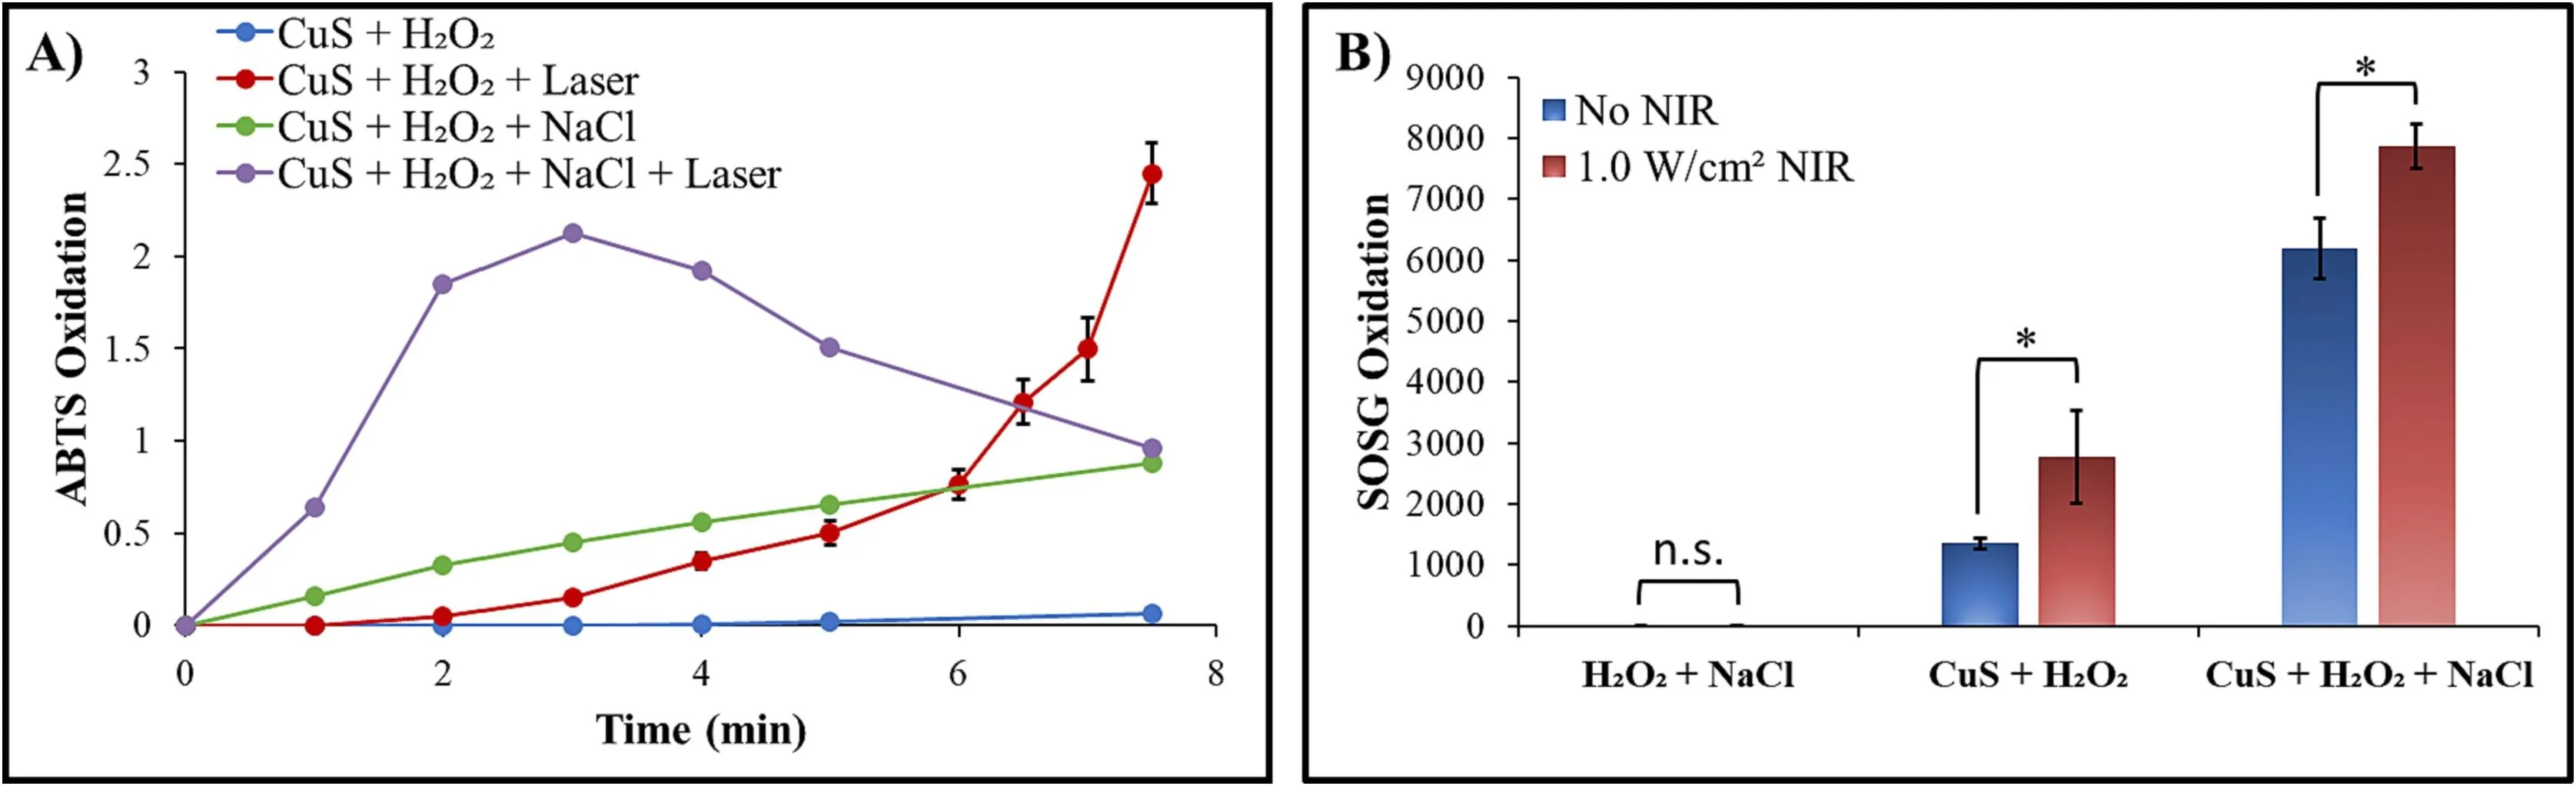 A)
CuS + H₂O₂
CuS + H₂O₂ + Laser
CuS + H₂O₂ + NaCl
CuS + H₂O₂ + NaCl + Laser
ABTS Oxidation
3
2.5
2
1.5
1
0.5
0
0 2 4 6 8
Time (min)
B)
No NIR
1.0 W/cm² NIR
SOSG Oxidation
9000
8000
7000
6000
5000
4000
3000
2000
1000
0
n.s.
*
*
H₂O₂ + NaCl CuS + H₂O₂ CuS + H₂O₂ + NaCl